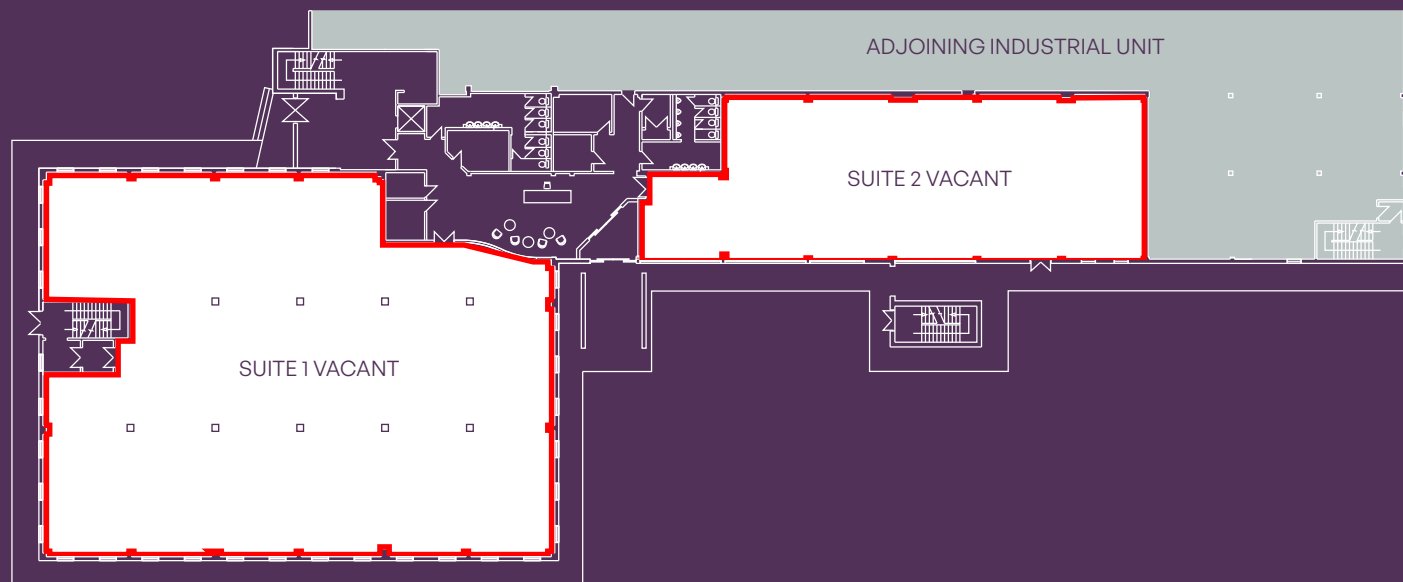 ADJOINING INDUSTRIAL UNIT
SUITE 2 VACANT
SUITE 1 VACANT